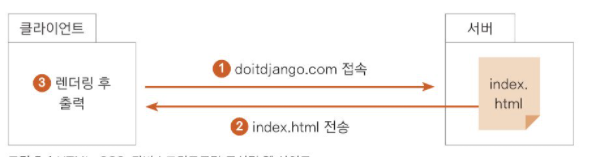 클라이언트
서버
① doitdjango.com 접속
③ 렌더링 후
출력
index.
html
② index.html 전송